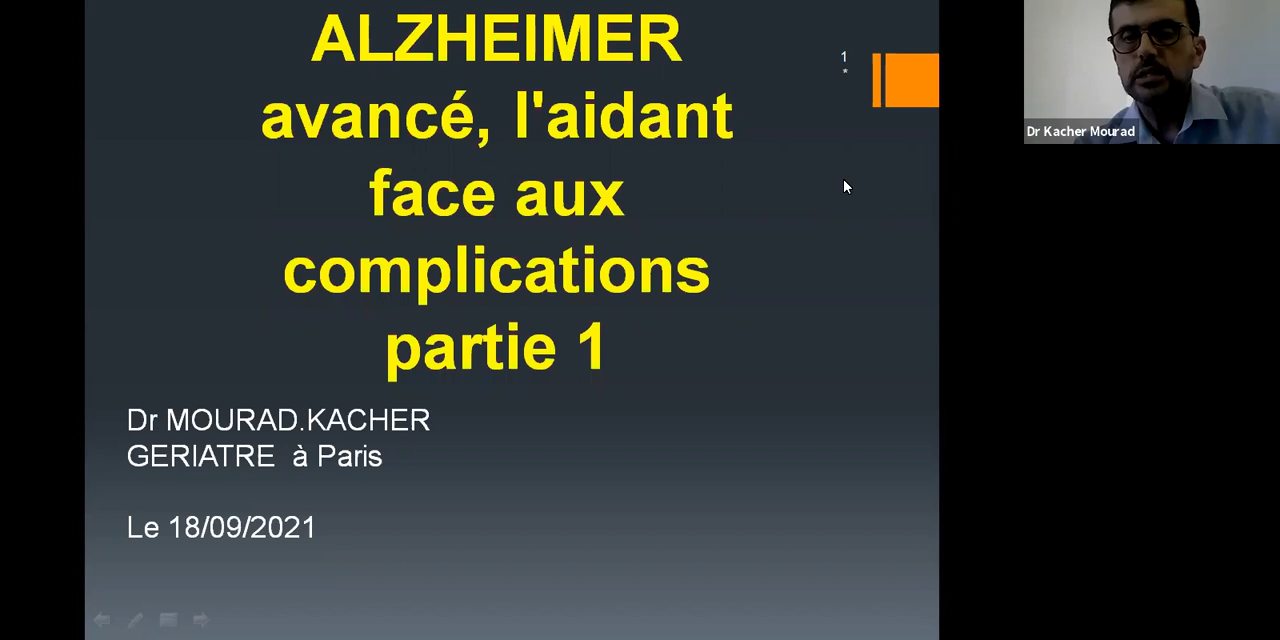 ALZHEIMER
avancé, l'aidant
face aux
complications
partie 1
1
*
Dr MOURAD.KACHER
GERIATRE à Paris
Le 18/09/2021
Dr Kacher Mourad